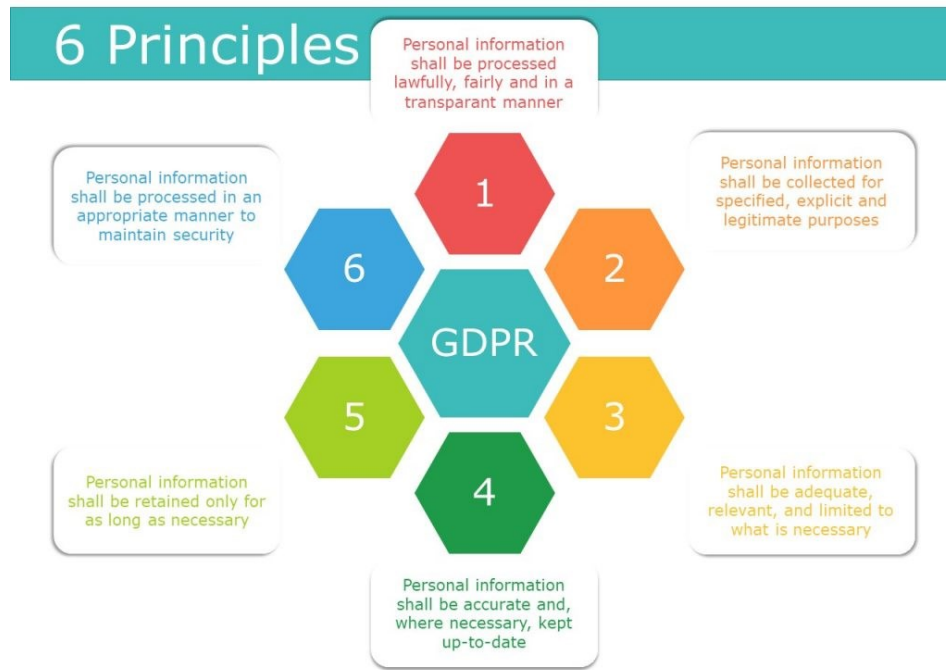 6 Principles
Personal information
shall be processed
lawfully, fairly and in a
transparant manner
1
Personal information
shall be collected for
specified, explicit and
legitimate purposes
2
Personal information
shall be adequate,
relevant, and limited to
what is necessary
3
Personal information
shall be accurate and,
where necessary, kept
up-to-date
4
Personal information
shall be retained only for
as long as necessary
5
Personal information
shall be processed in an
appropriate manner to
maintain security
6
GDPR